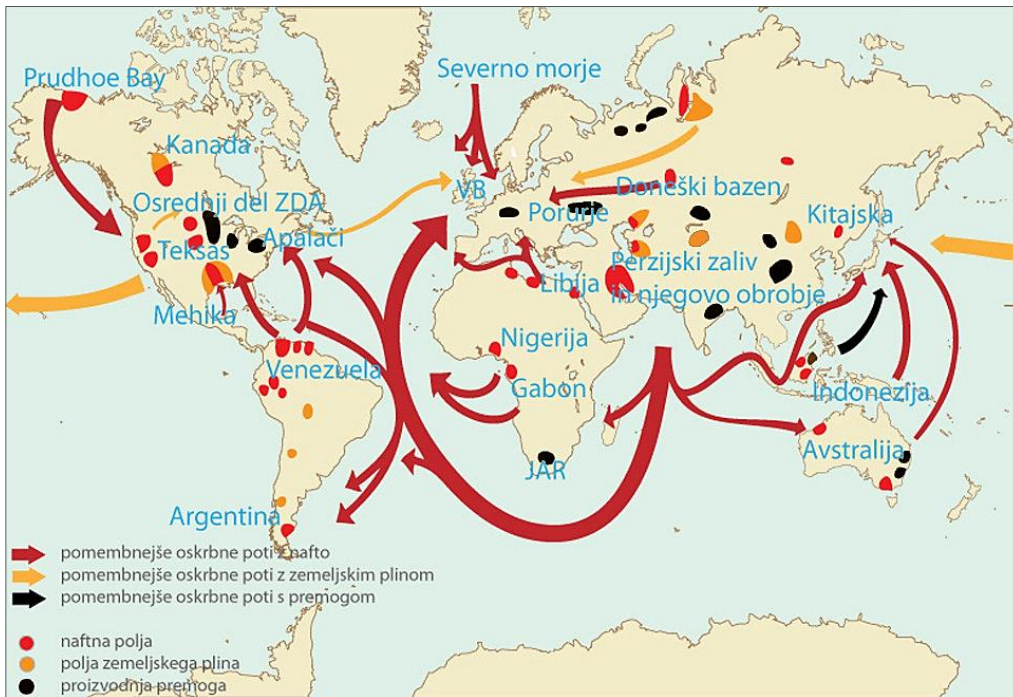 Severno morje
Prudhoe Bay
Kanada
VB
Doneški bazen
Osrednji del ZDA
Porurje
Kitajska
Apalači
Teksas
Perzijski zaliv
in njegovo obrobje
Libija
Mehika
Nigerija
Venezuela
Gabon
Indonezija
Avstralija
JAR
Argentina
pomembnejše oskrbne poti z nafto
pomembnejše oskrbne poti z zemeljskim plinom
pomembnejše oskrbne poti s premogom
naftna polja
polja zemeljskega plina
proizvodnja premoga